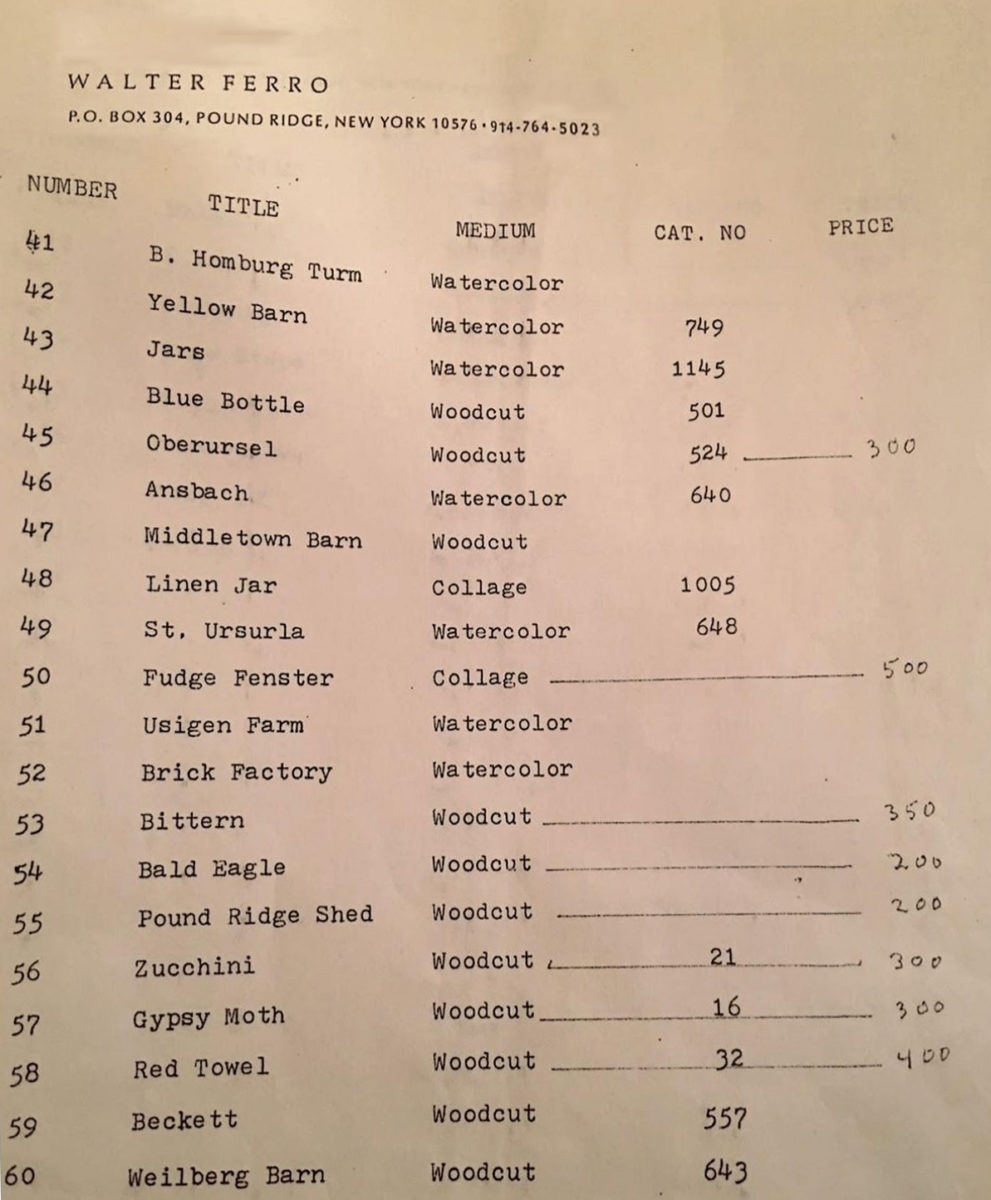 WALTER FERRO
P.O. BOX 304, POUND RIDGE, NEW YORK 10576 • 914-764-5023
NUMBER TITLE MEDIUM CAT. NO PRICE
41 B. Homburg Turm Watercolor
42 Yellow Barn Watercolor 749
43 Jars Watercolor 1145
44 Blue Bottle Woodcut 501
45 Oberursel Woodcut 524 300
46 Ansbach Watercolor 640
47 Middletown Barn Woodcut
48 Linen Jar Collage 1005
49 St. Ursurla Watercolor 648
50 Fudge Fenster Collage 500
51 Usigen Farm Watercolor
52 Brick Factory Watercolor
53 Bittern Woodcut 350
54 Bald Eagle Woodcut 200
55 Pound Ridge Shed Woodcut 200
56 Zucchini Woodcut 21 300
57 Gypsy Moth Woodcut 16 300
58 Red Towel Woodcut 32 400
59 Beckett Woodcut 557
60 Weilberg Barn Woodcut 643